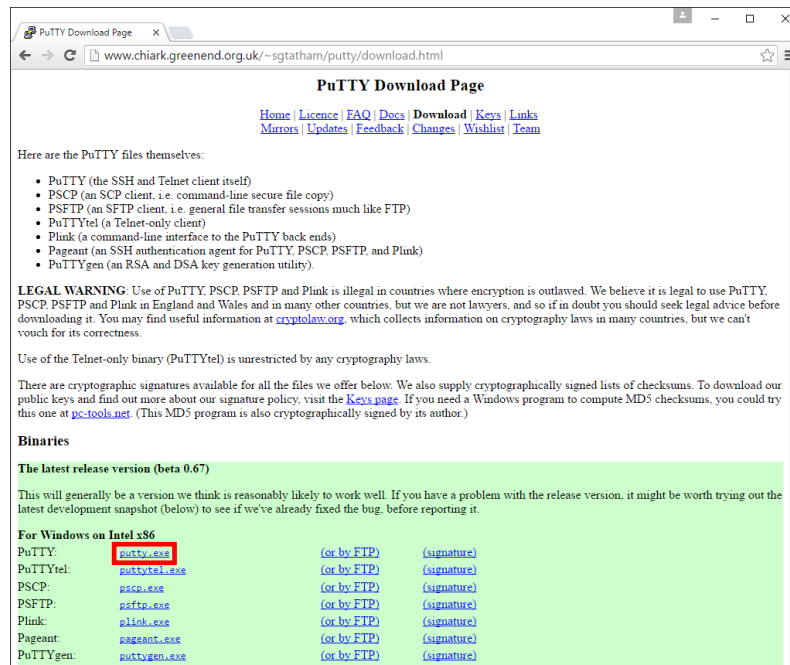 PuTTY Download Page
www.chiark.greenend.org.uk/~sgtatham/putty/download.html
PuTTY Download Page
Home | Licence | FAQ | Docs | Download | Keys | Links
Mirrors | Updates | Feedback | Changes | Wishlist | Team
Here are the PuTTY files themselves:
• PuTTY (the SSH and Telnet client itself)
• PSCP (an SCP client, i.e. command-line secure file copy)
• PSFTP (an SFTP client, i.e. general file transfer sessions much like FTP)
• PuTTYtel (a Telnet-only client)
• Plink (a command-line interface to the PuTTY back ends)
• Pageant (an SSH authentication agent for PuTTY, PSCP, PSFTP, and Plink)
• PuTTYgen (an RSA and DSA key generation utility).
LEGAL WARNING: Use of PuTTY, PSCP, PSFTP and Plink is illegal in countries where encryption is outlawed. We believe it is legal to use PuTTY,
PSCP, PSFTP and Plink in England and Wales and in many other countries, but we are not lawyers, and so if in doubt you should seek legal advice before
downloading it. You may find useful information at cryptolaw.org, which collects information on cryptography laws in many countries, but we can't
vouch for its correctness.
Use of the Telnet-only binary (PuTTYtel) is unrestricted by any cryptography laws.
There are cryptographic signatures available for all the files we offer below. We also supply cryptographically signed lists of checksums. To download our
public keys and find out more about our signature policy, visit the Keys page. If you need a Windows program to compute MD5 checksums, you could try
this one at pc-tools.net. (This MD5 program is also cryptographically signed by its author.)
Binaries
The latest release version (beta 0.67)
This will generally be a version we think is reasonably likely to work well. If you have a problem with the release version, it might be worth trying out the
latest development snapshot (below) to see if we've already fixed the bug, before reporting it.
For Windows on Intel x86
PuTTY: putty.exe (or by FTP) (signature)
PuTTYtel: puttytel.exe (or by FTP) (signature)
PSCP: pscp.exe (or by FTP) (signature)
PSFTP: psftp.exe (or by FTP) (signature)
Plink: plink.exe (or by FTP) (signature)
Pageant: pageant.exe (or by FTP) (signature)
PuTTYgen: puttygen.exe (or by FTP) (signature)